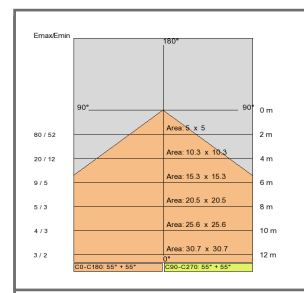 Emax/Emin
180°
90° 90° 0 m
Area: 5 x 5
80 / 52 2 m
Area: 10.3 x 10.3
20 / 12 4 m
Area: 15.3 x 15.3
9 / 5 6 m
Area: 20.5 x 20.5
5 / 3 8 m
Area: 25.6 x 25.6
4 / 3 10 m
Area: 30.7 x 30.7
3 / 2 12 m
0°
C0-C180: 55° + 55° C90-C270: 55° + 55°